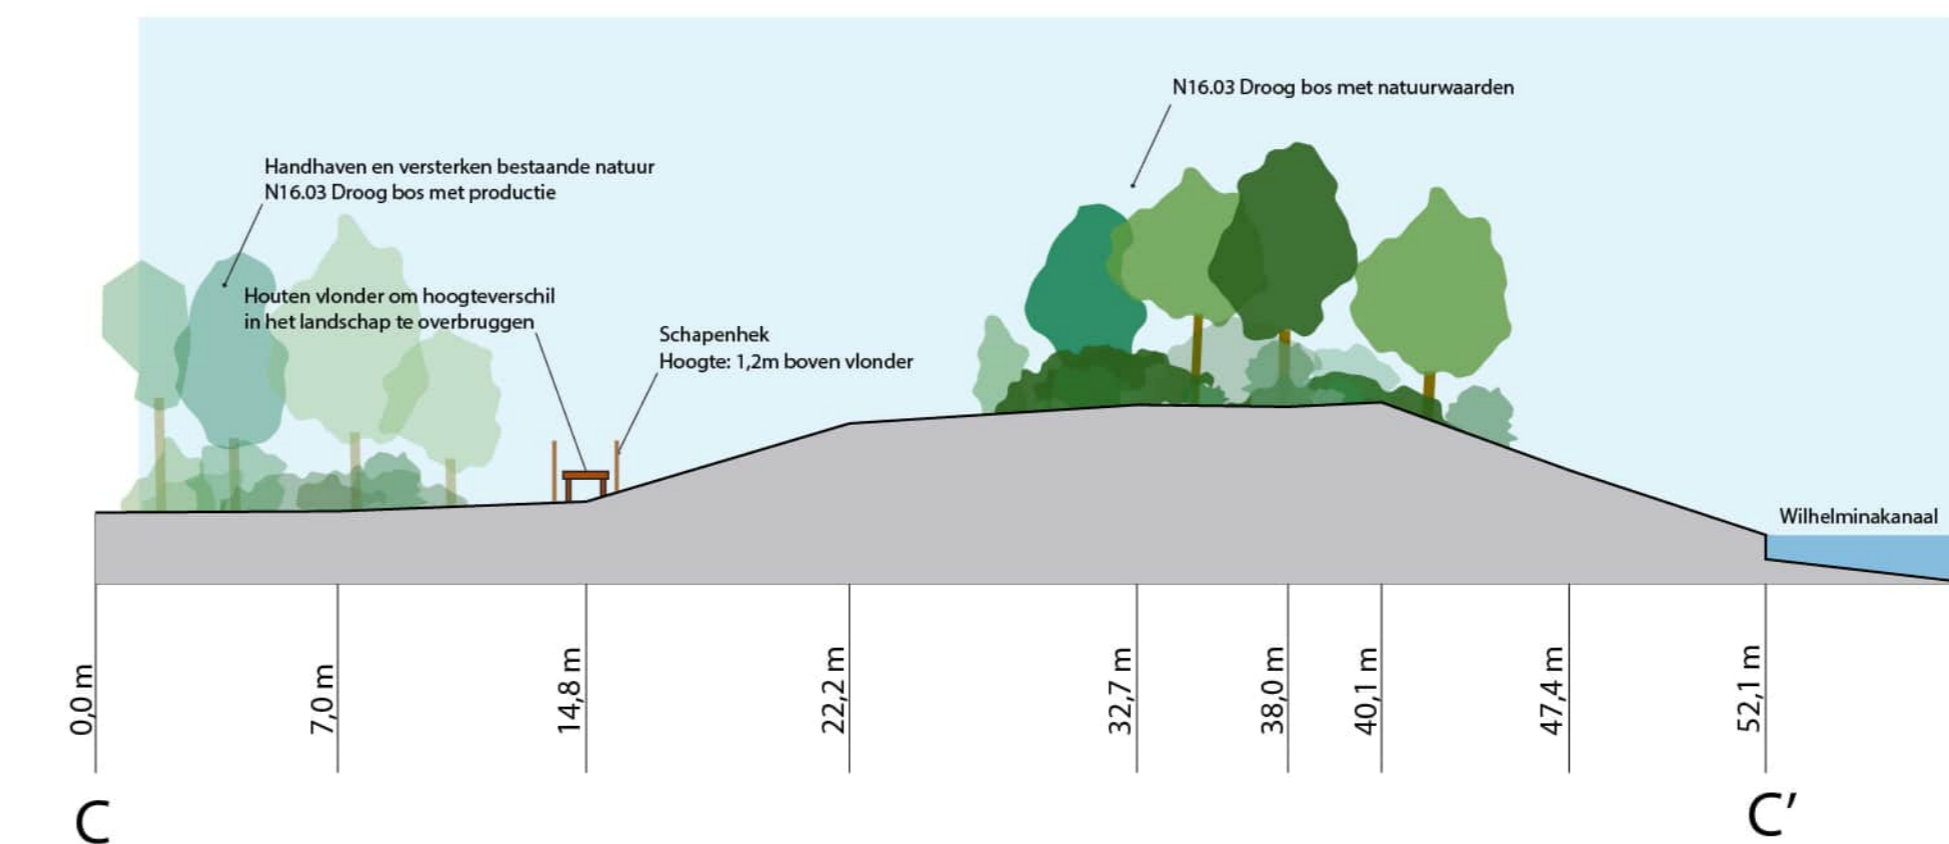 N16.03 Droog bos met natuurwaarden
Handhaven en versterken bestaande natuur
N16.03 Droog bos met productie
Houten vlonder om hoogteverschil
in het landschap te overbruggen
Schapenhek
Hoogte: 1,2m boven vlonder
Wilhelminakanaal
0,0 m
7,0 m
14,8 m
22,2 m
32,7 m
38,0 m
40,1 m
47,4 m
52,1 m
C
C’